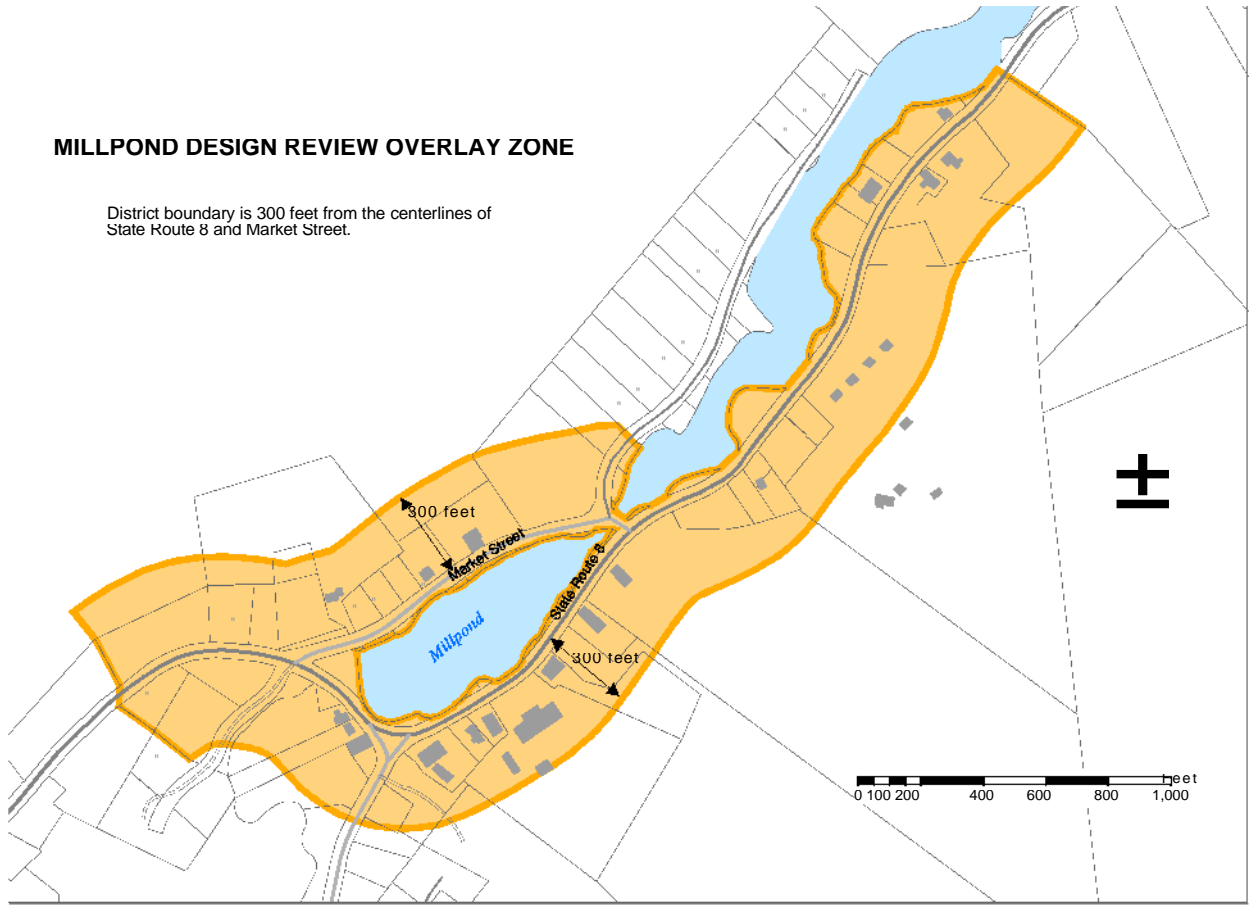 MILLPOND DESIGN REVIEW OVERLAY ZONE
District boundary is 300 feet from the centerlines of
State Route 8 and Market Street.
300 feet
Market Street
State Route 8
Millpond
300 feet
Feet
0 100 200 400 600 800 1,000